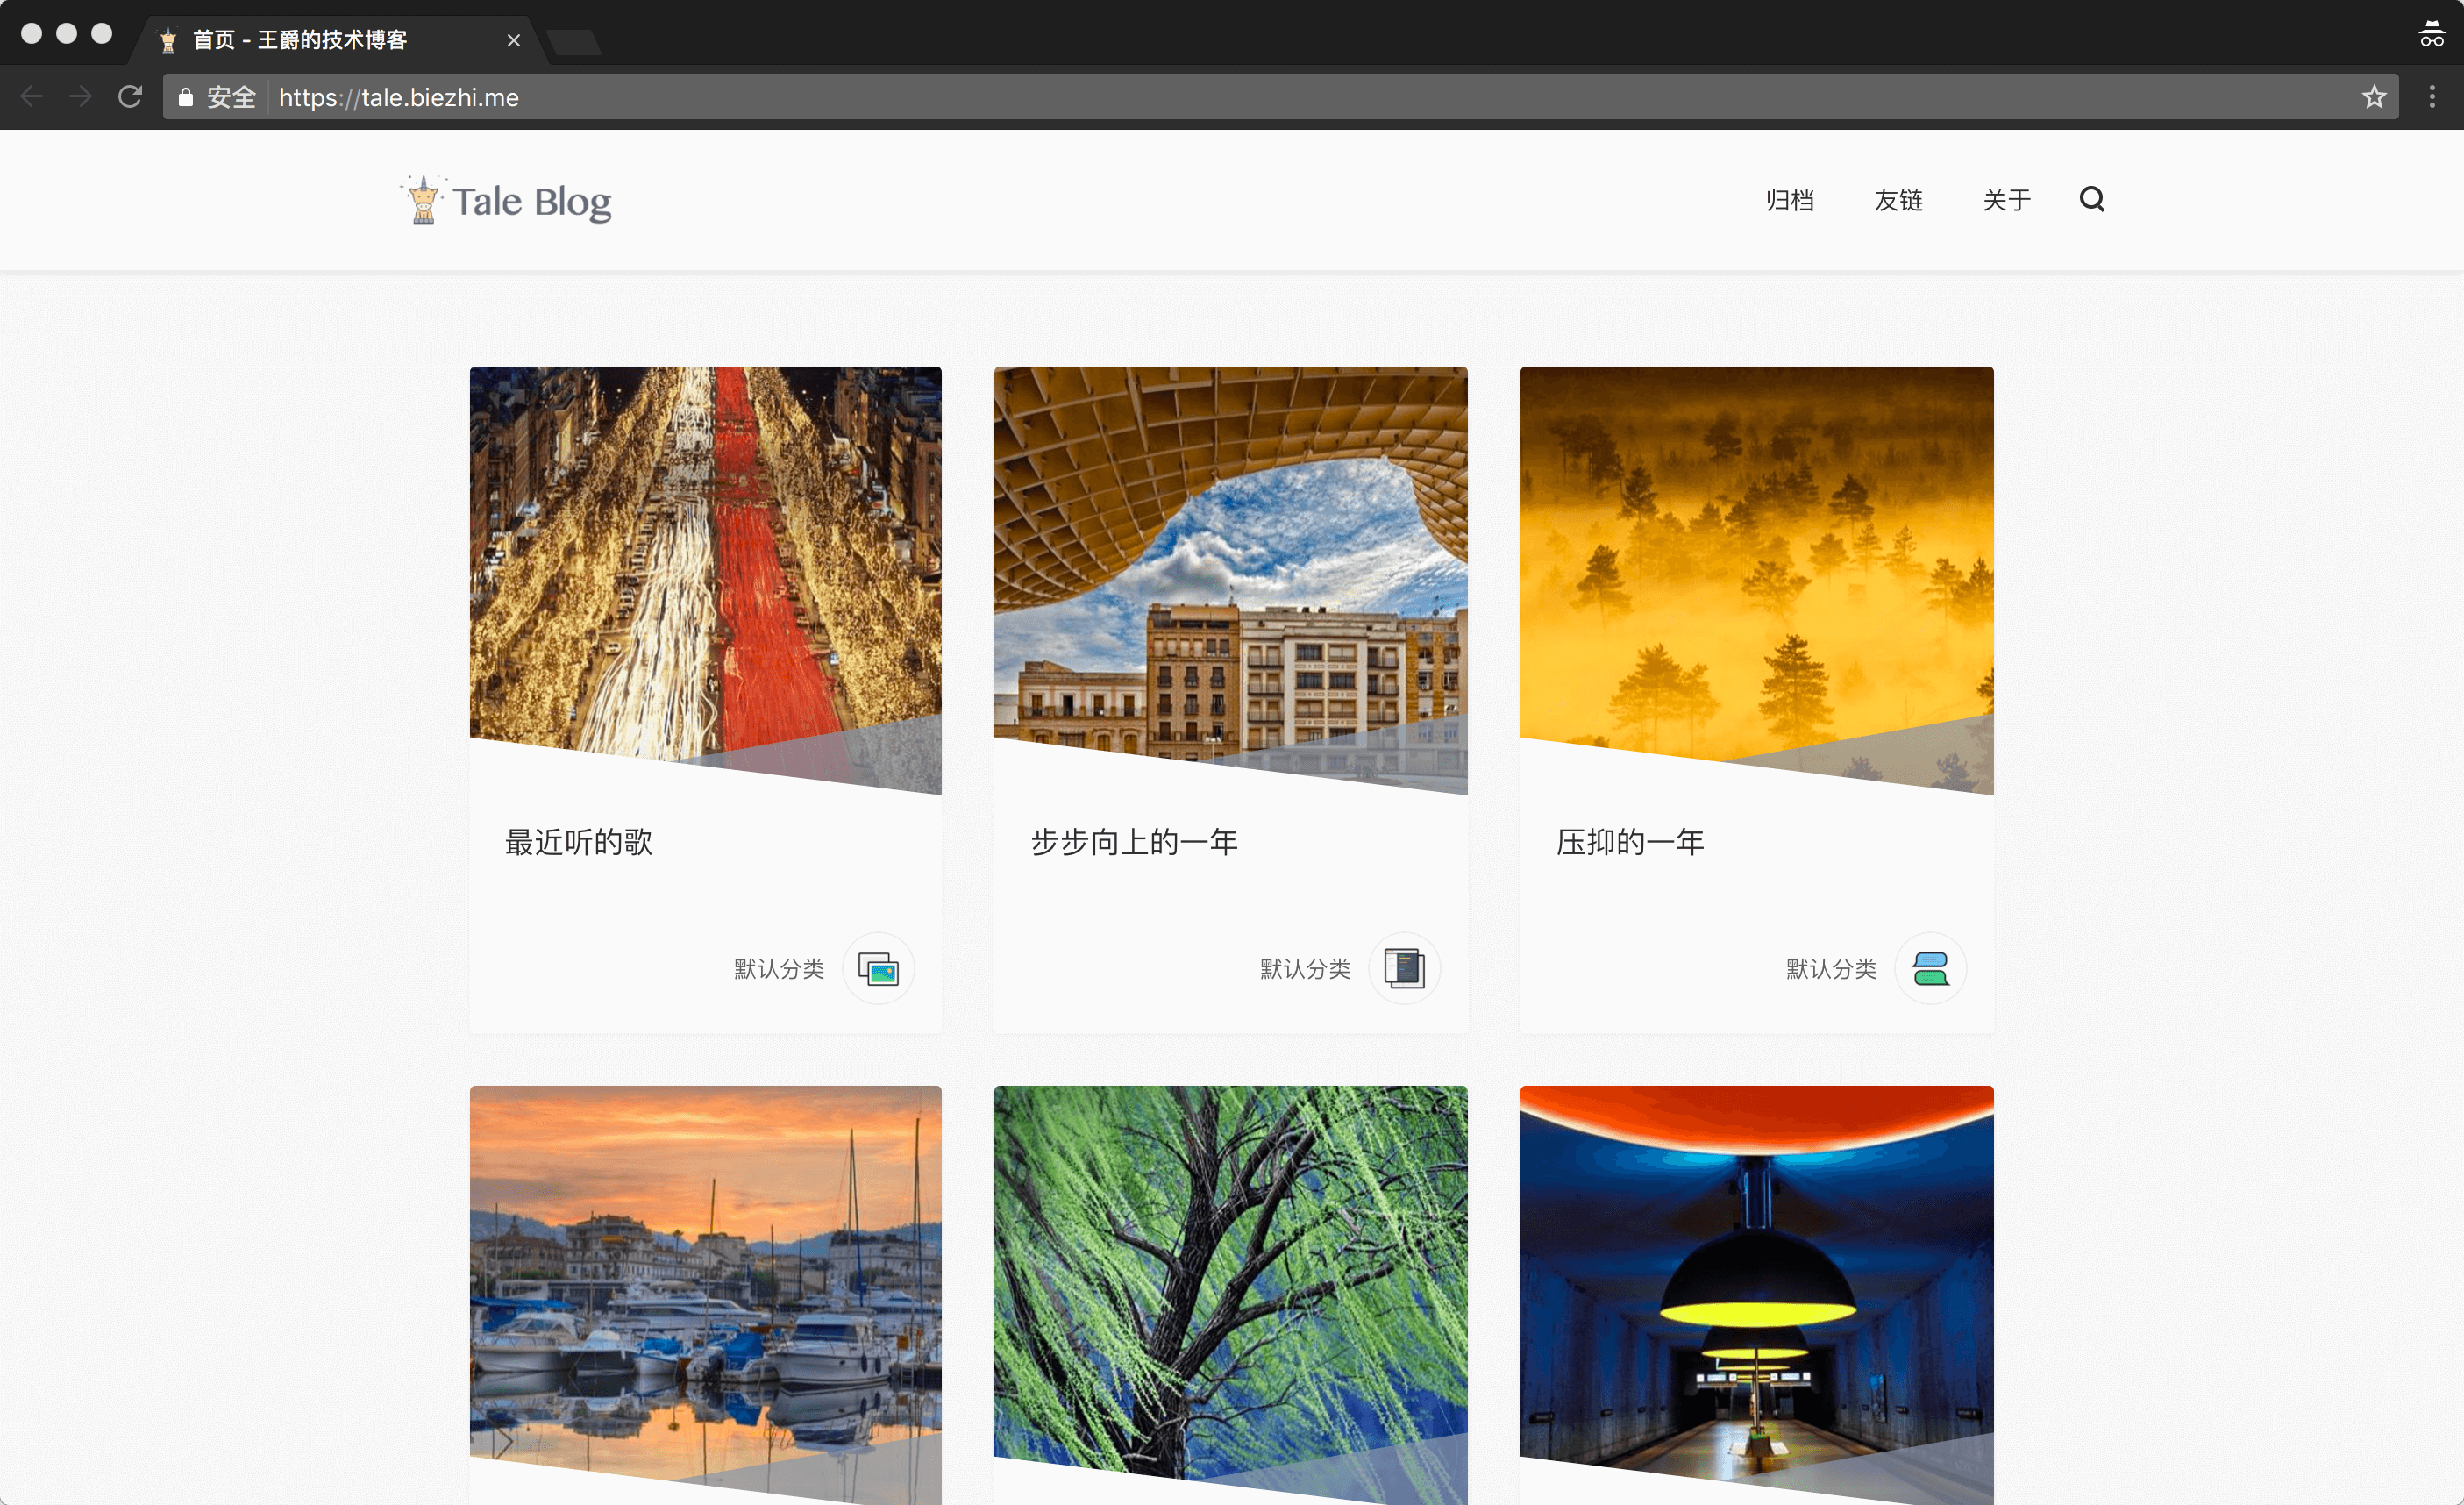 首页 - 王爵的技术博客
安全 https://tale.biezhi.me
Tale Blog
归档 友链 关于
最近听的歌
步步向上的一年
压抑的一年
默认分类
默认分类
默认分类